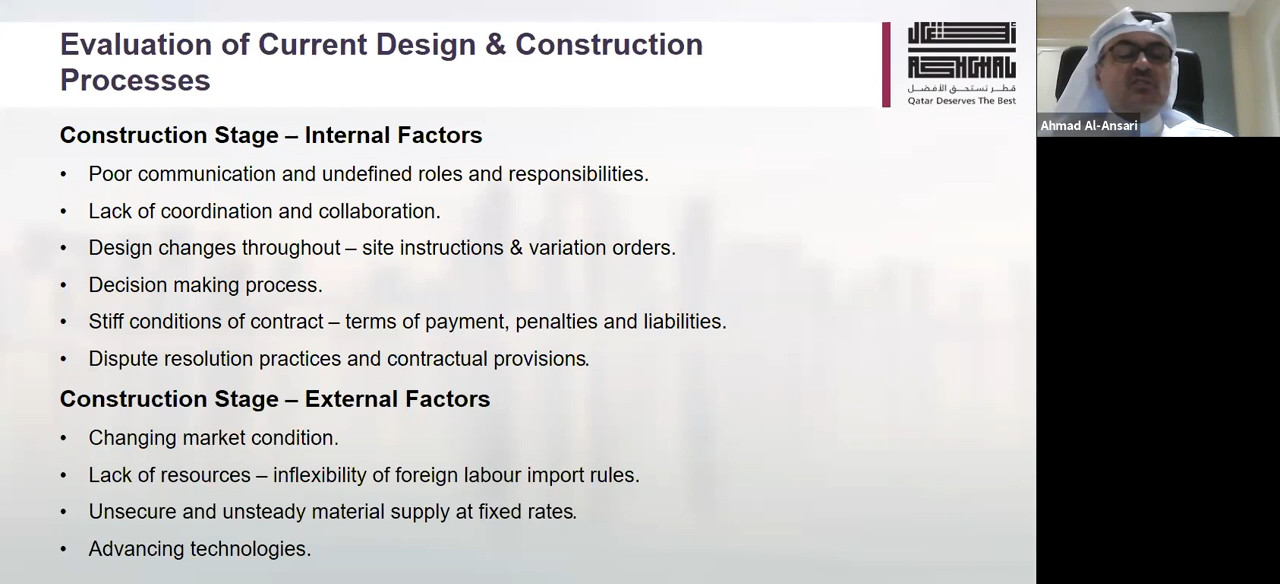 Evaluation of Current Design & Construction
Processes
أشغال
ASHGHAL
قطر تستحق الأفضل
Qatar Deserves The Best
Ahmad Al-Ansari
Construction Stage – Internal Factors
• Poor communication and undefined roles and responsibilities.
• Lack of coordination and collaboration.
• Design changes throughout – site instructions & variation orders.
• Decision making process.
• Stiff conditions of contract – terms of payment, penalties and liabilities.
• Dispute resolution practices and contractual provisions.
Construction Stage – External Factors
• Changing market condition.
• Lack of resources – inflexibility of foreign labour import rules.
• Unsecure and unsteady material supply at fixed rates.
• Advancing technologies.